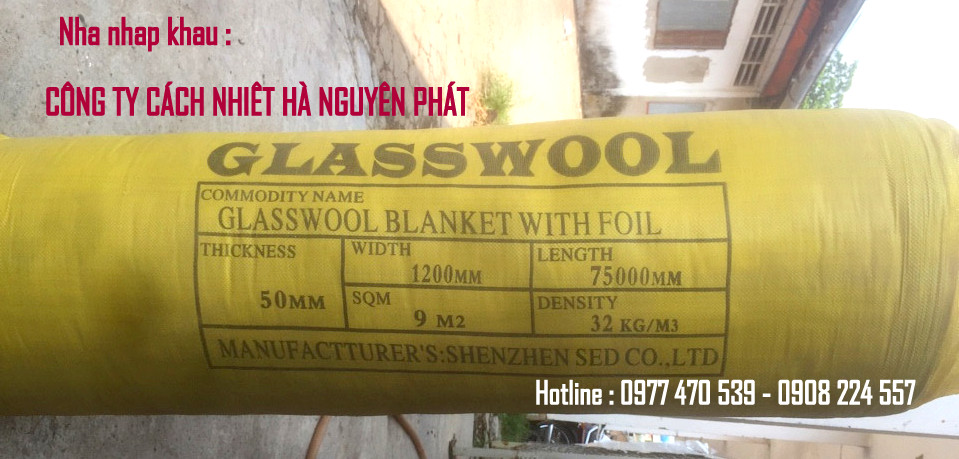 Nha nhap khau :
CÔNG TY CÁCH NHIÊT HÀ NGUYÊN PHÁT
GLASSWOOL
COMMODITY NAME
GLASSWOOL BLANKET WITH FOIL
THICKNESS
50MM
WIDTH
1200MM
LENGTH
75000MM
SQM
9 M2
DENSITY
32 KG/M3
MANUFACTTURER'S:SHENZHEN SED CO.,LTD
Hotline : 0977 470 539 - 0908 224 557